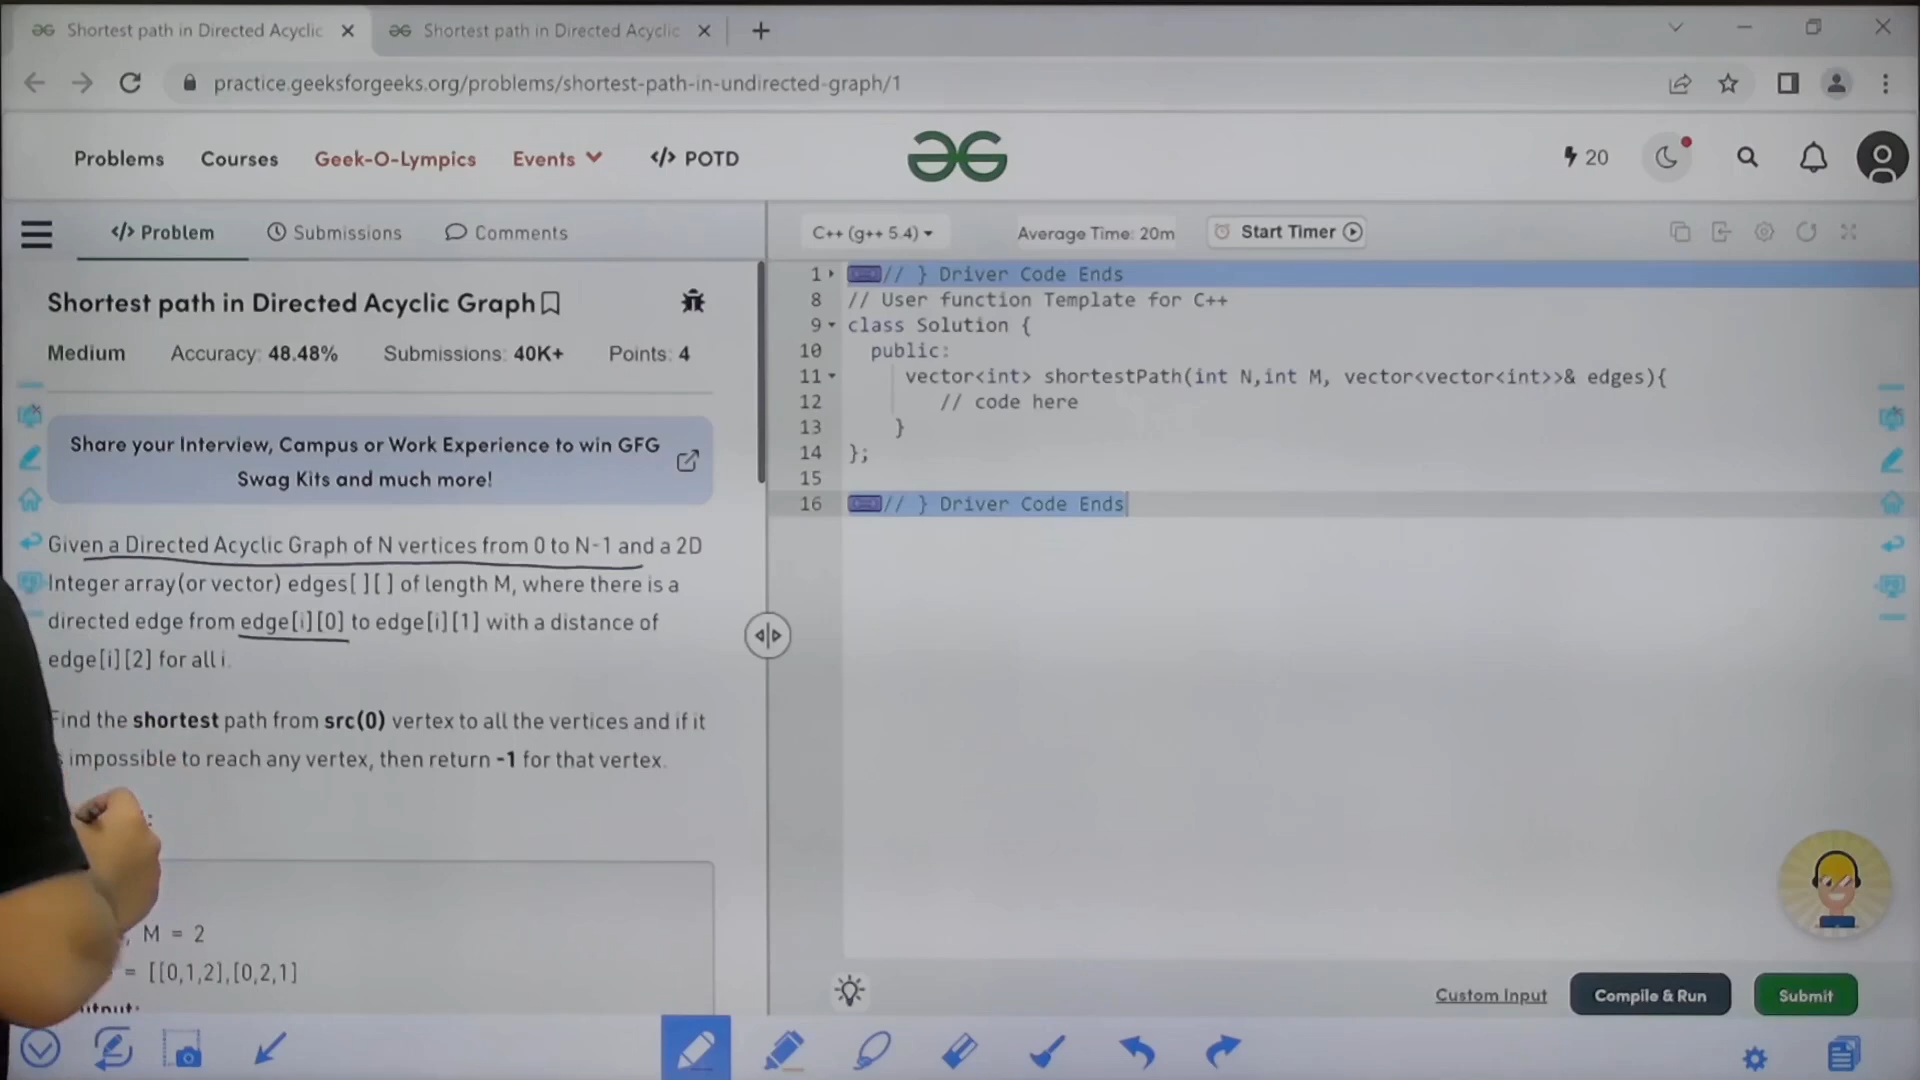 Shortest path in Directed Acyclic
Shortest path in Directed Acyclic
practice.geeksforgeeks.org/problems/shortest-path-in-undirected-graph/1
Problems
Courses
Geek-O-Lympics
Events
</> POTD
20
</> Problem
Submissions
Comments
C++ (g++ 5.4)
Average Time: 20m
Start Timer
Shortest path in Directed Acyclic Graph
Medium
Accuracy: 48.48%
Submissions: 40K+
Points: 4
Share your Interview, Campus or Work Experience to win GFG
Swag Kits and much more!
Given a Directed Acyclic Graph of N vertices from 0 to N-1 and a 2D
Integer array(or vector) edges[ ][ ] of length M, where there is a
directed edge from edge[i][0] to edge[i][1] with a distance of
edge[i][2] for all i.
Find the shortest path from src(0) vertex to all the vertices and if it
impossible to reach any vertex, then return -1 for that vertex.
:
, M = 2
= [[0,1,2],[0,2,1]
1 // } Driver Code Ends
8 // User function Template for C++
9 class Solution {
10 public:
11 vector<int> shortestPath(int N,int M, vector<vector<int>>& edges){
12 // code here
13 }
14 };
15
16 // } Driver Code Ends
Custom Input
Compile & Run
Submit